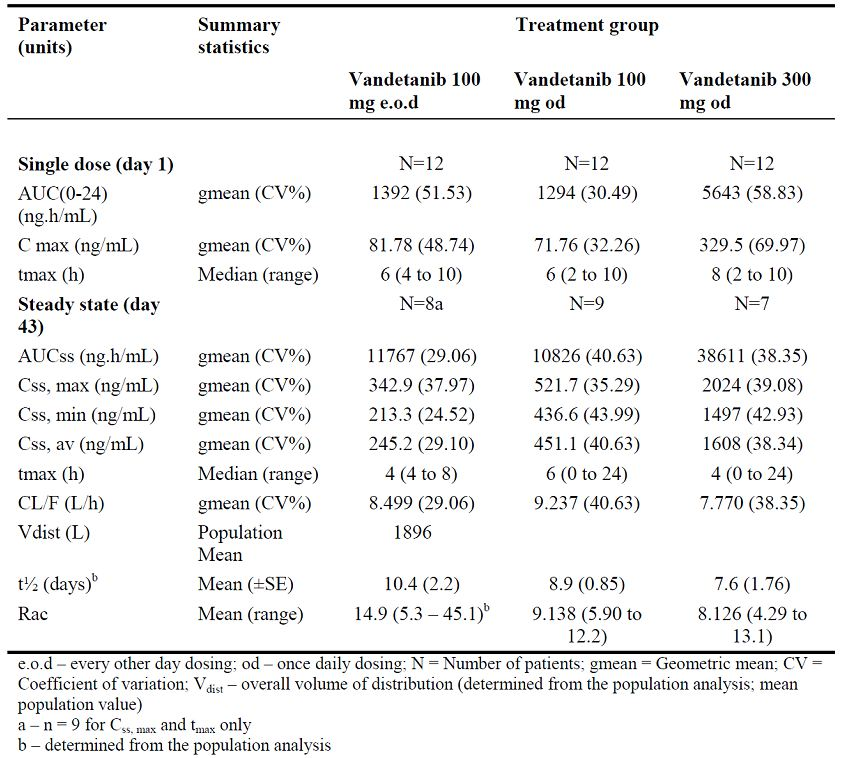 Parameter (units) Summary statistics Treatment group
Vandetanib 100 mg e.o.d Vandetanib 100 mg od Vandetanib 300 mg od
Single dose (day 1) N=12 N=12 N=12
AUC(0-24) (ng.h/mL) gmean (CV%) 1392 (51.53) 1294 (30.49) 5643 (58.83)
C max (ng/mL) gmean (CV%) 81.78 (48.74) 71.76 (32.26) 329.5 (69.97)
tmax (h) Median (range) 6 (4 to 10) 6 (2 to 10) 8 (2 to 10)
Steady state (day 43) N=8a N=9 N=7
AUCss (ng.h/mL) gmean (CV%) 11767 (29.06) 10826 (40.63) 38611 (38.35)
Css, max (ng/mL) gmean (CV%) 342.9 (37.97) 521.7 (35.29) 2024 (39.08)
Css, min (ng/mL) gmean (CV%) 213.3 (24.52) 436.6 (43.99) 1497 (42.93)
Css, av (ng/mL) gmean (CV%) 245.2 (29.10) 451.1 (40.63) 1608 (38.34)
tmax (h) Median (range) 4 (4 to 8) 6 (0 to 24) 4 (0 to 24)
CL/F (L/h) gmean (CV%) 8.499 (29.06) 9.237 (40.63) 7.770 (38.35)
Vdist (L) Population Mean 1896
t½ (days)b Mean (±SE) 10.4 (2.2) 8.9 (0.85) 7.6 (1.76)
Rac Mean (range) 14.9 (5.3 – 45.1)b 9.138 (5.90 to 12.2) 8.126 (4.29 to 13.1)
e.o.d – every other day dosing; od – once daily dosing; N = Number of patients; gmean = Geometric mean; CV =
Coefficient of variation; Vdist – overall volume of distribution (determined from the population analysis; mean
population value)
a – n = 9 for Css, max and tmax only
b – determined from the population analysis